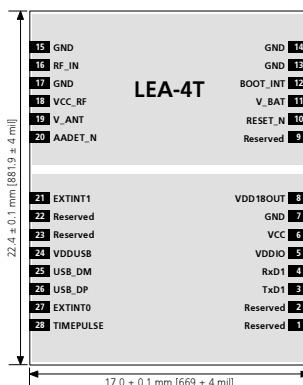 15 GND GND 14
16 RF_IN GND 13
17 GND BOOT_INT 12
18 VCC_RF LEA-4T V_BAT 11
19 V_ANT RESET_N 10
20 AADET_N Reserved 9
21 EXTINT1 VDD18OUT 8
22 Reserved GND 7
23 Reserved VCC 6
24 VDDUSB VDDIO 5
25 USB_DM RxD1 4
26 USB_DP TxD1 3
27 EXTINT0 Reserved 2
28 TIMEPULSE Reserved 1
22.4 ± 0.1 mm [881.9 ± 4 mil]
17.0 ± 0.1 mm [669 ± 4 mil]